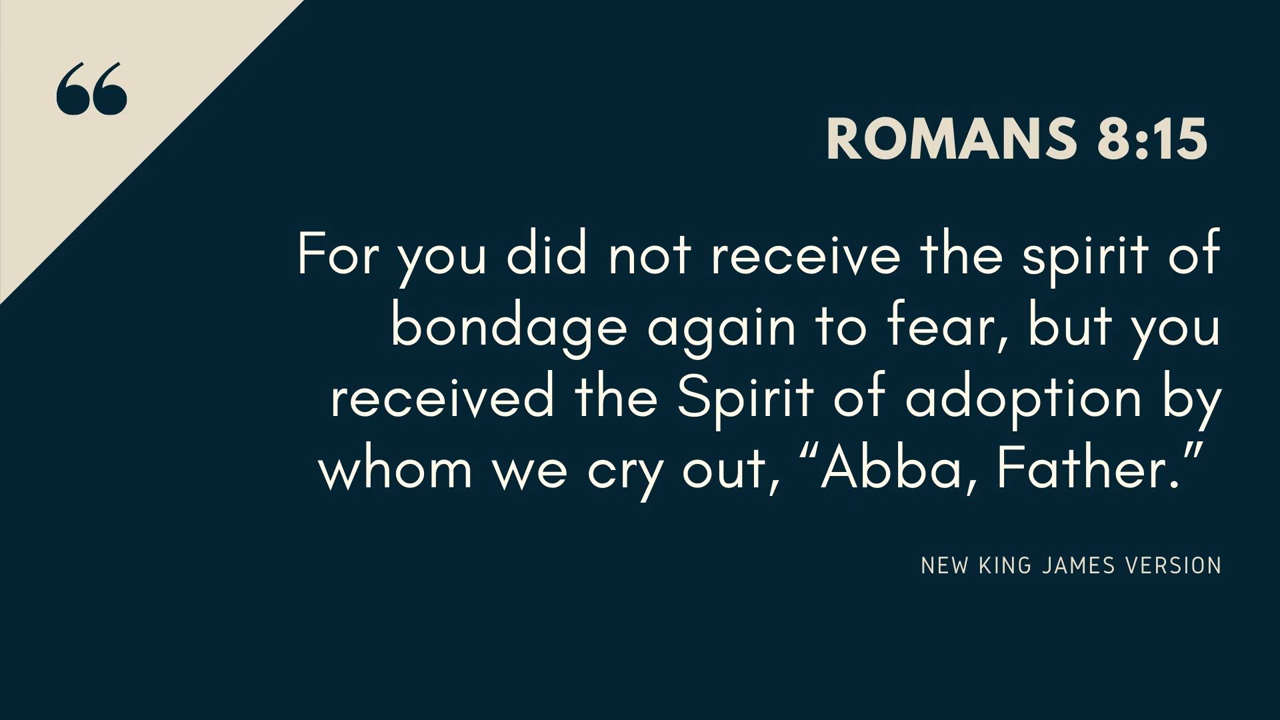 “
ROMANS 8:15
For you did not receive the spirit of
bondage again to fear, but you
received the Spirit of adoption by
whom we cry out, “Abba, Father.”
NEW KING JAMES VERSION